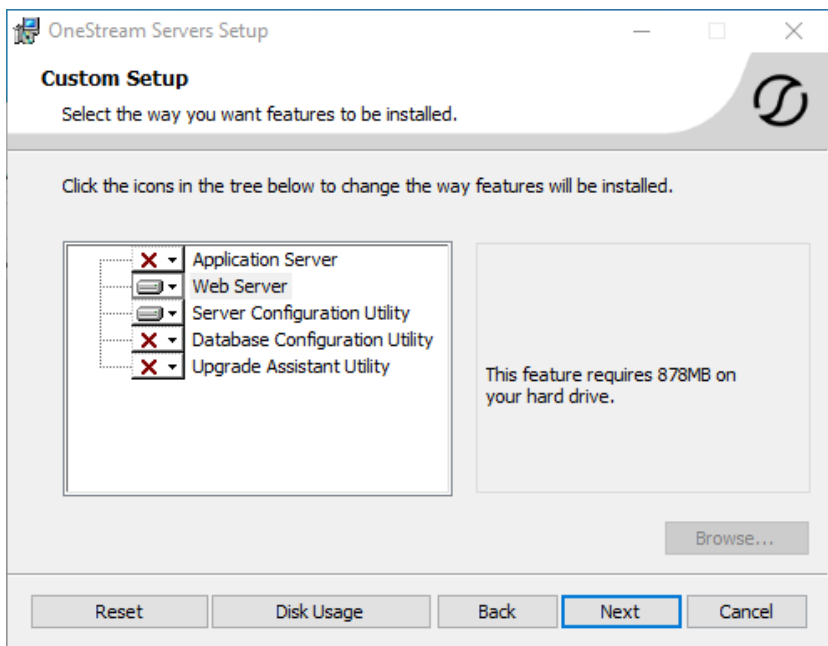 OneStream Servers Setup
Custom Setup
Select the way you want features to be installed.
Click the icons in the tree below to change the way features will be installed.
Application Server
Web Server
Server Configuration Utility
Database Configuration Utility
Upgrade Assistant Utility
This feature requires 878MB on
your hard drive.
Browse...
Reset
Disk Usage
Back
Next
Cancel